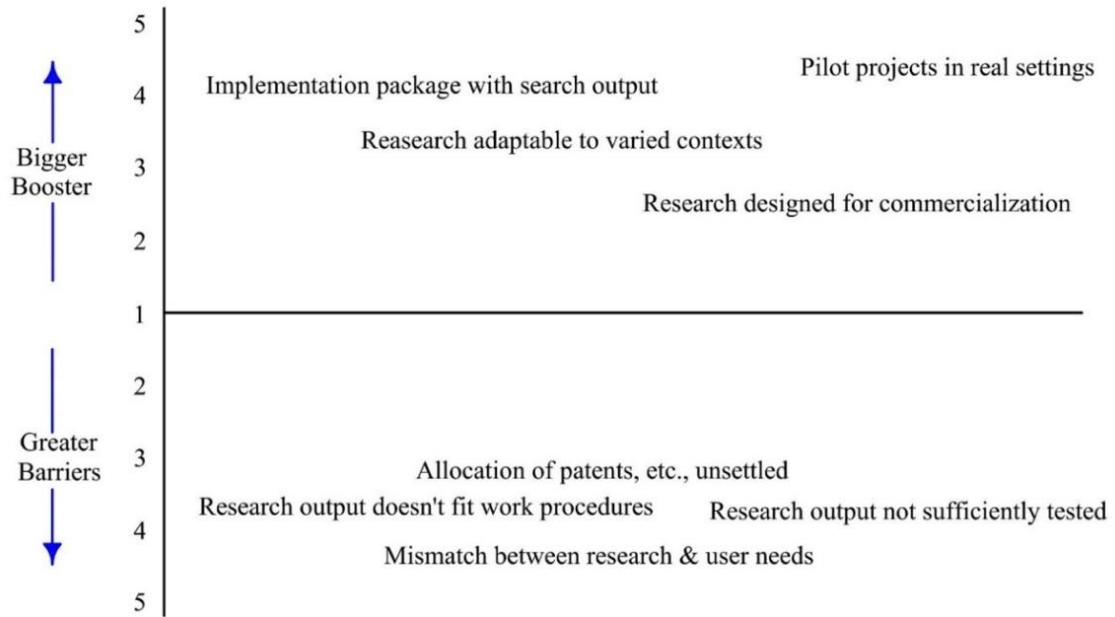 5
Pilot projects in real settings
Implementation package with search output
4
Reasearch adaptable to varied contexts
Bigger
Booster
3
Research designed for commercialization
2
1
2
Greater
Barriers
3
Allocation of patents, etc., unsettled
Research output doesn't fit work procedures
Research output not sufficiently tested
4
Mismatch between research & user needs
5